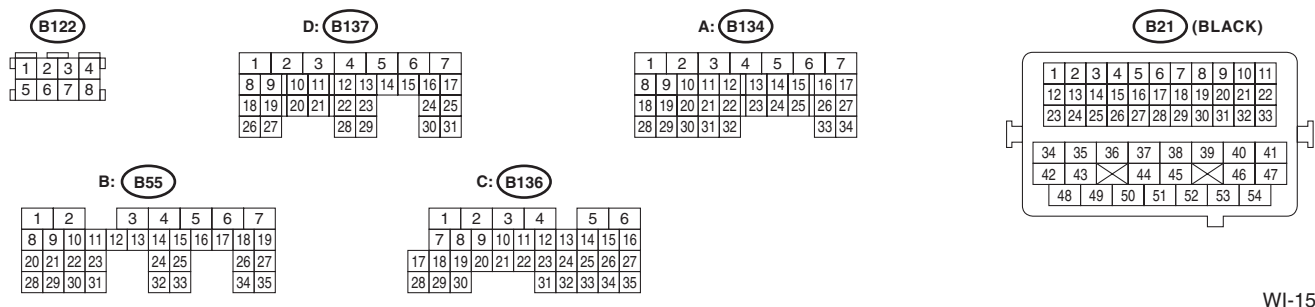 B122
1 2 3 4
5 6 7 8
D: B137
1 2 3 4 5 6 7
8 9 10 11 12 13 14 15 16 17
18 19 20 21 22 23 24 25
26 27 28 29 30 31
A: B134
1 2 3 4 5 6 7
8 9 10 11 12 13 14 15 16 17
18 19 20 21 22 23 24 25 26 27
28 29 30 31 32 33 34
B21 (BLACK)
1 2 3 4 5 6 7 8 9 10 11
12 13 14 15 16 17 18 19 20 21 22
23 24 25 26 27 28 29 30 31 32 33
34 35 36 37 38 39 40 41
42 43 44 45 46 47
48 49 50 51 52 53 54
B: B55
1 2 3 4 5 6 7
8 9 10 11 12 13 14 15 16 17 18 19
20 21 22 23 24 25 26 27
28 29 30 31 32 33 34 35
C: B136
1 2 3 4 5 6
7 8 9 10 11 12 13 14 15 16
17 18 19 20 21 22 23 24 25 26 27
28 29 30 31 32 33 34 35
WI-15